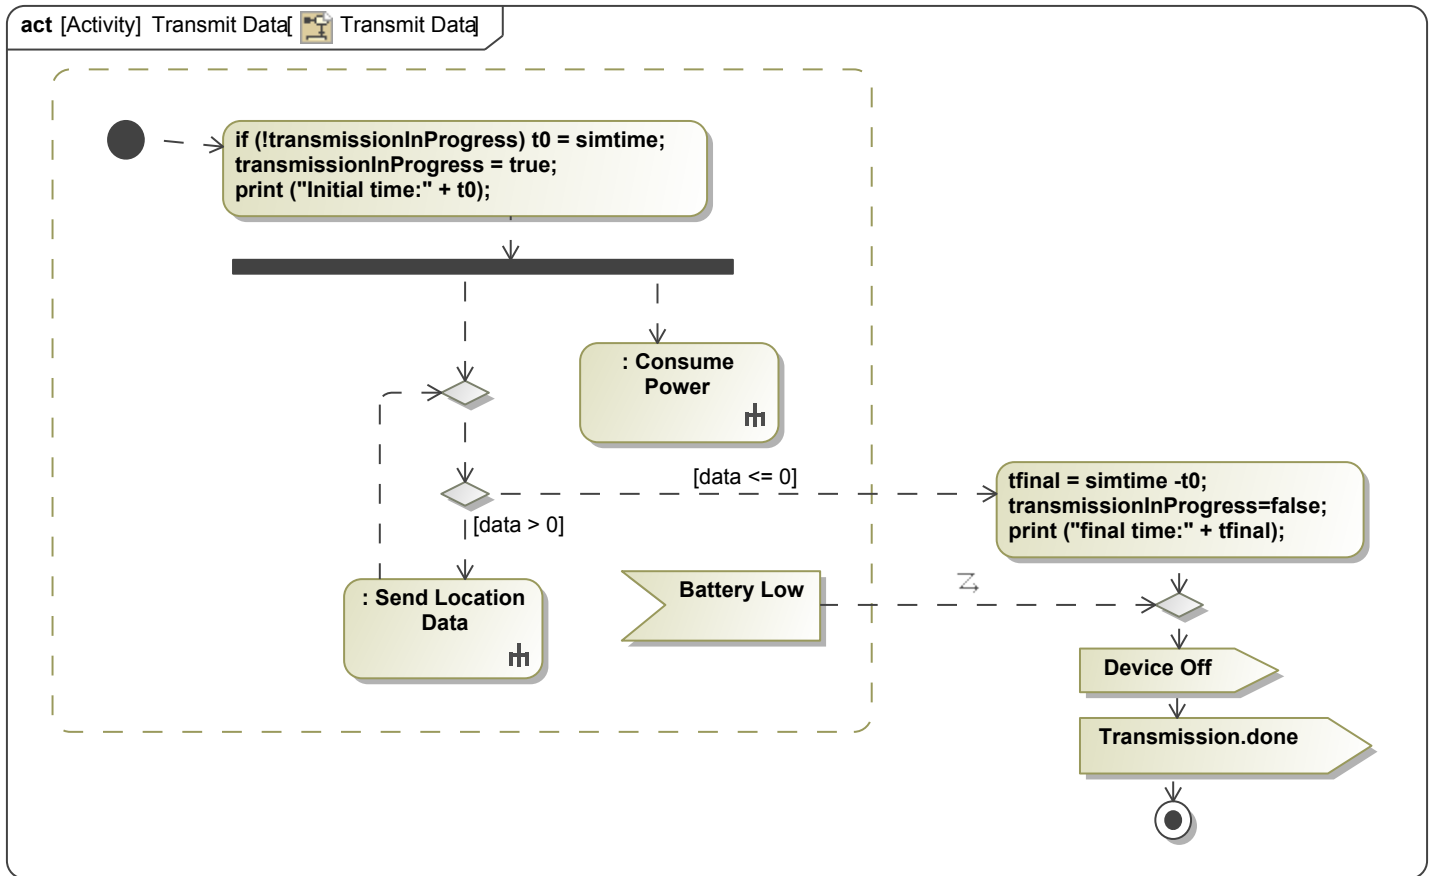 act [Activity] Transmit Data[ Transmit Data]
if (!transmissionInProgress) t0 = simtime;
transmissionInProgress = true;
print ("Initial time:" + t0);
: Consume
Power
[data <= 0]
tfinal = simtime -t0;
transmissionInProgress=false;
print ("final time:" + tfinal);
[data > 0]
: Send Location
Data
Battery Low
Device Off
Transmission.done